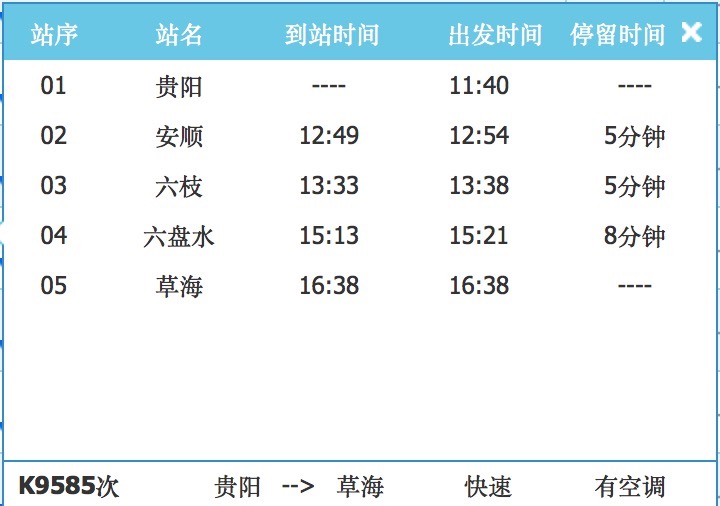 站序 站名 到站时间 出发时间 停留时间
01 贵阳 ---- 11:40 ----
02 安顺 12:49 12:54 5分钟
03 六枝 13:33 13:38 5分钟
04 六盘水 15:13 15:21 8分钟
05 草海 16:38 16:38 ----
K9585次 贵阳 --> 草海 快速 有空调